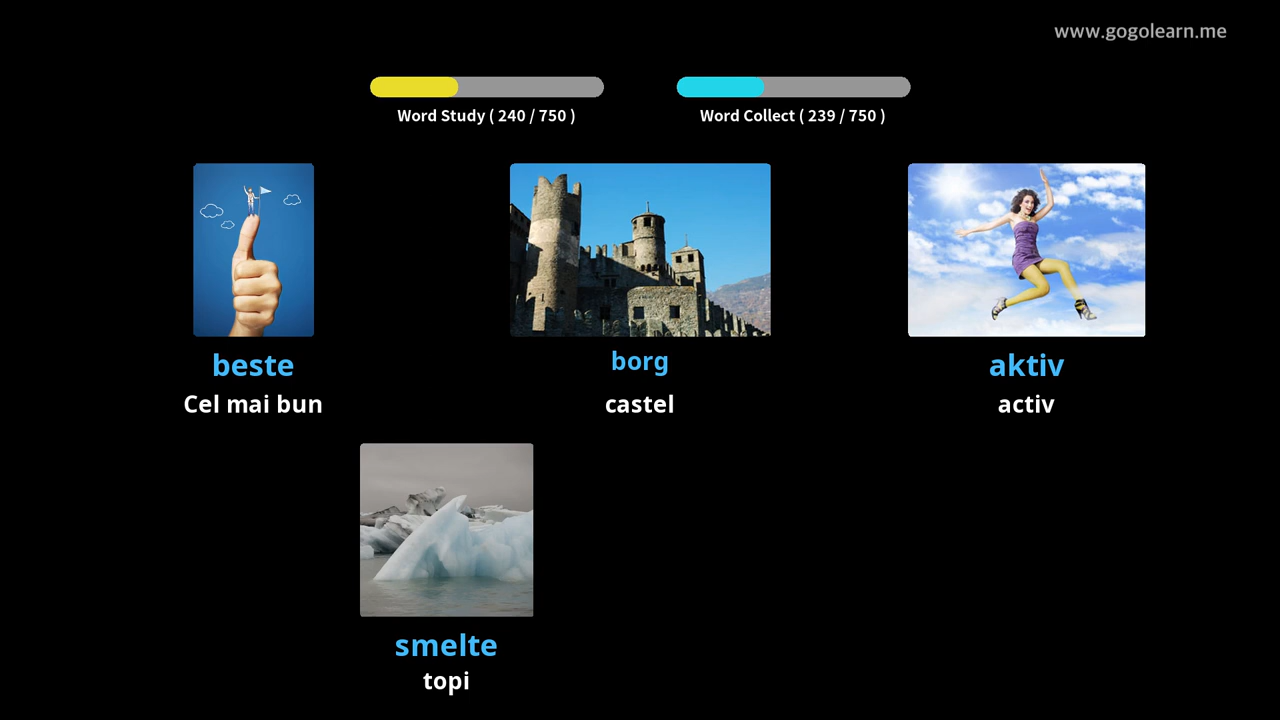 www.gogolearn.me
Word Study ( 240 / 750 )
Word Collect ( 239 / 750 )
beste
borg
aktiv
Cel mai bun
castel
activ
smelte
topi